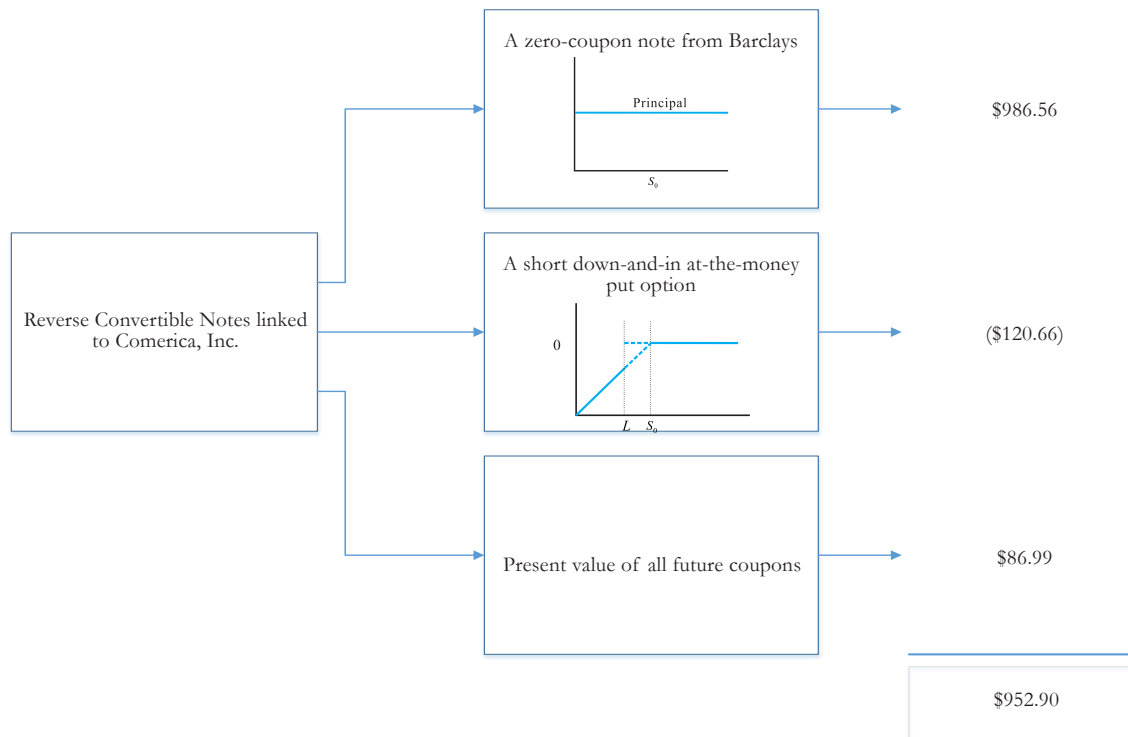 A zero-coupon note from Barclays
Principal
S₀
$986.56
Reverse Convertible Notes linked
to Comerica, Inc.
A short down-and-in at-the-money
put option
0
L S₀
($120.66)
Present value of all future coupons
$86.99
$952.90